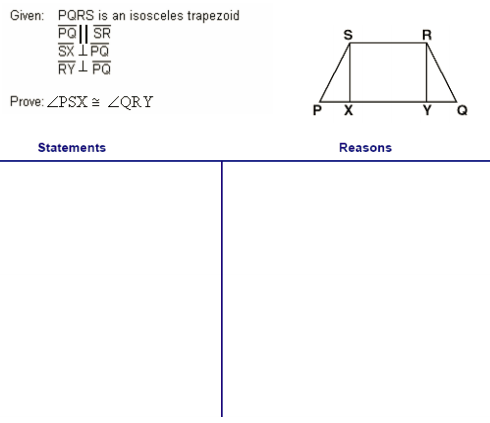 Given: PQRS is an isosceles trapezoid
PQ || SR
SX ⊥ PQ
RY ⊥ PQ
Prove: ∠PSX ≅ ∠QRY
S R
P X Y Q
Statements Reasons